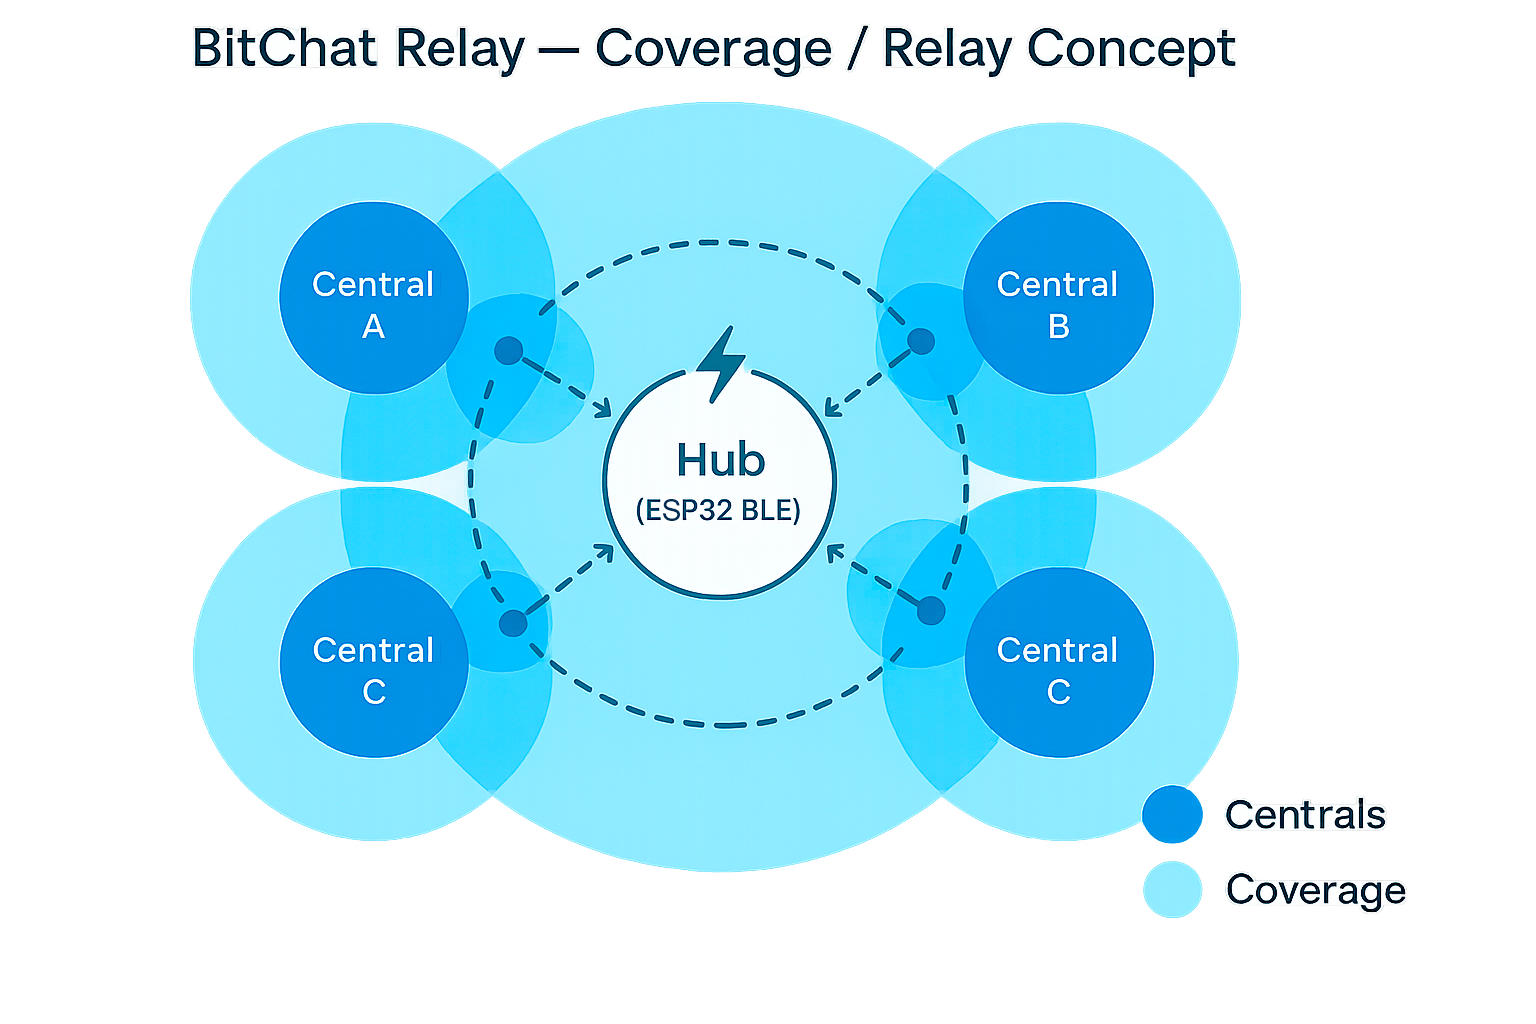 BitChat Relay — Coverage / Relay Concept
Central
A
Central
B
Hub
(ESP32 BLE)
Central
C
Central
C
Centrals
Coverage